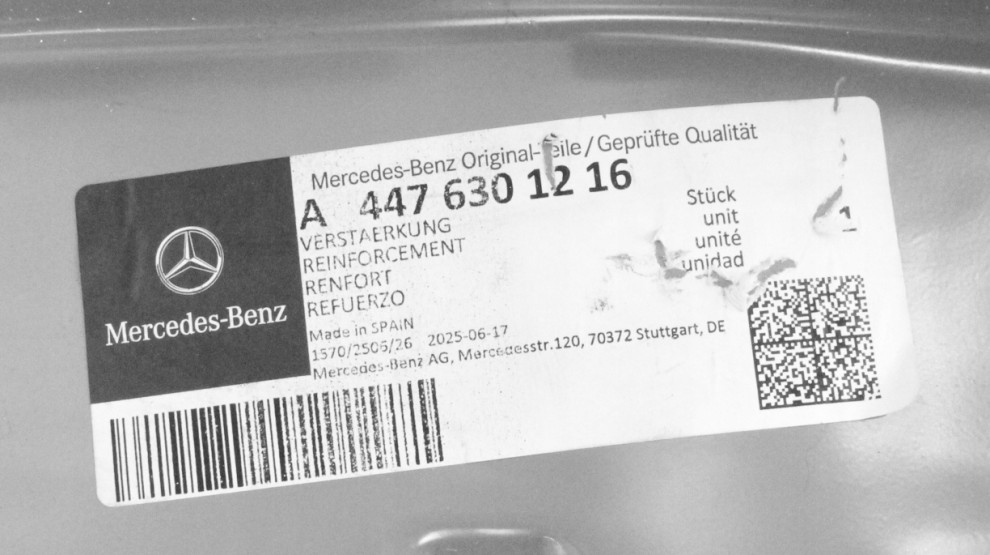 Mercedes-Benz Original-Teile / Geprüfte Qualität
A 447 630 12 16
VERSTAERKUNG
REINFORCEMENT
RENFORT
REFUERZO
Stück
unit
unité
unidad
1
Made in SPAIN
1570/2506/26 2025-06-17
Mercedes-Benz AG, Mercedesstr.120, 70372 Stuttgart, DE
Mercedes-Benz